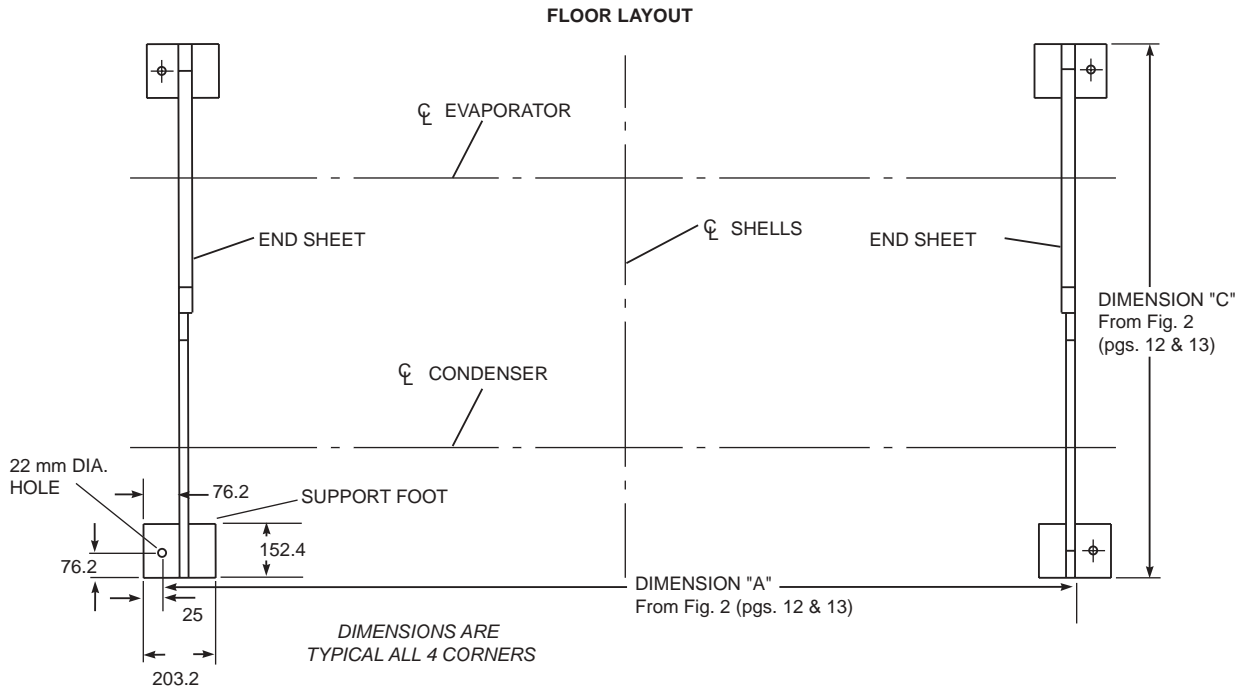 FLOOR LAYOUT
℄ EVAPORATOR
℄ SHELLS
END SHEET
END SHEET
DIMENSION "C"
From Fig. 2
(pgs. 12 & 13)
℄ CONDENSER
22 mm DIA.
HOLE
76.2
SUPPORT FOOT
152.4
76.2
DIMENSION "A"
From Fig. 2 (pgs. 12 & 13)
25
DIMENSIONS ARE
TYPICAL ALL 4 CORNERS
203.2